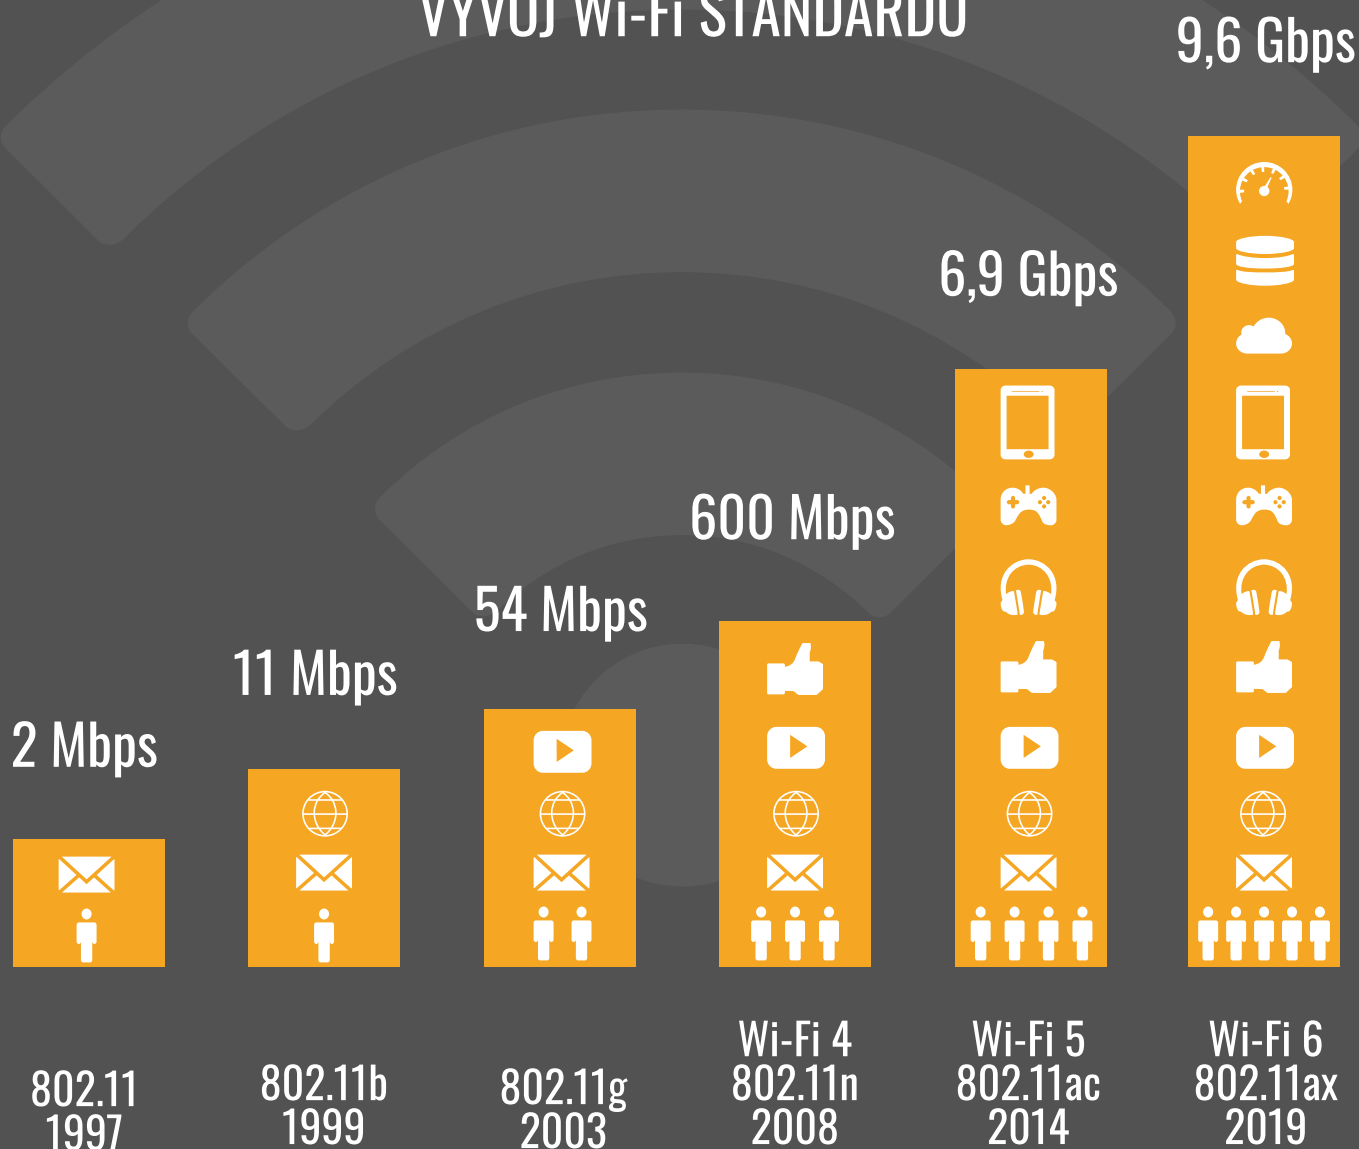 VÝVOJ Wi-Fi STANDARDŮ
9,6 Gbps
6,9 Gbps
600 Mbps
54 Mbps
11 Mbps
2 Mbps
802.11
1997
802.11b
1999
802.11g
2003
Wi-Fi 4
802.11n
2008
Wi-Fi 5
802.11ac
2014
Wi-Fi 6
802.11ax
2019